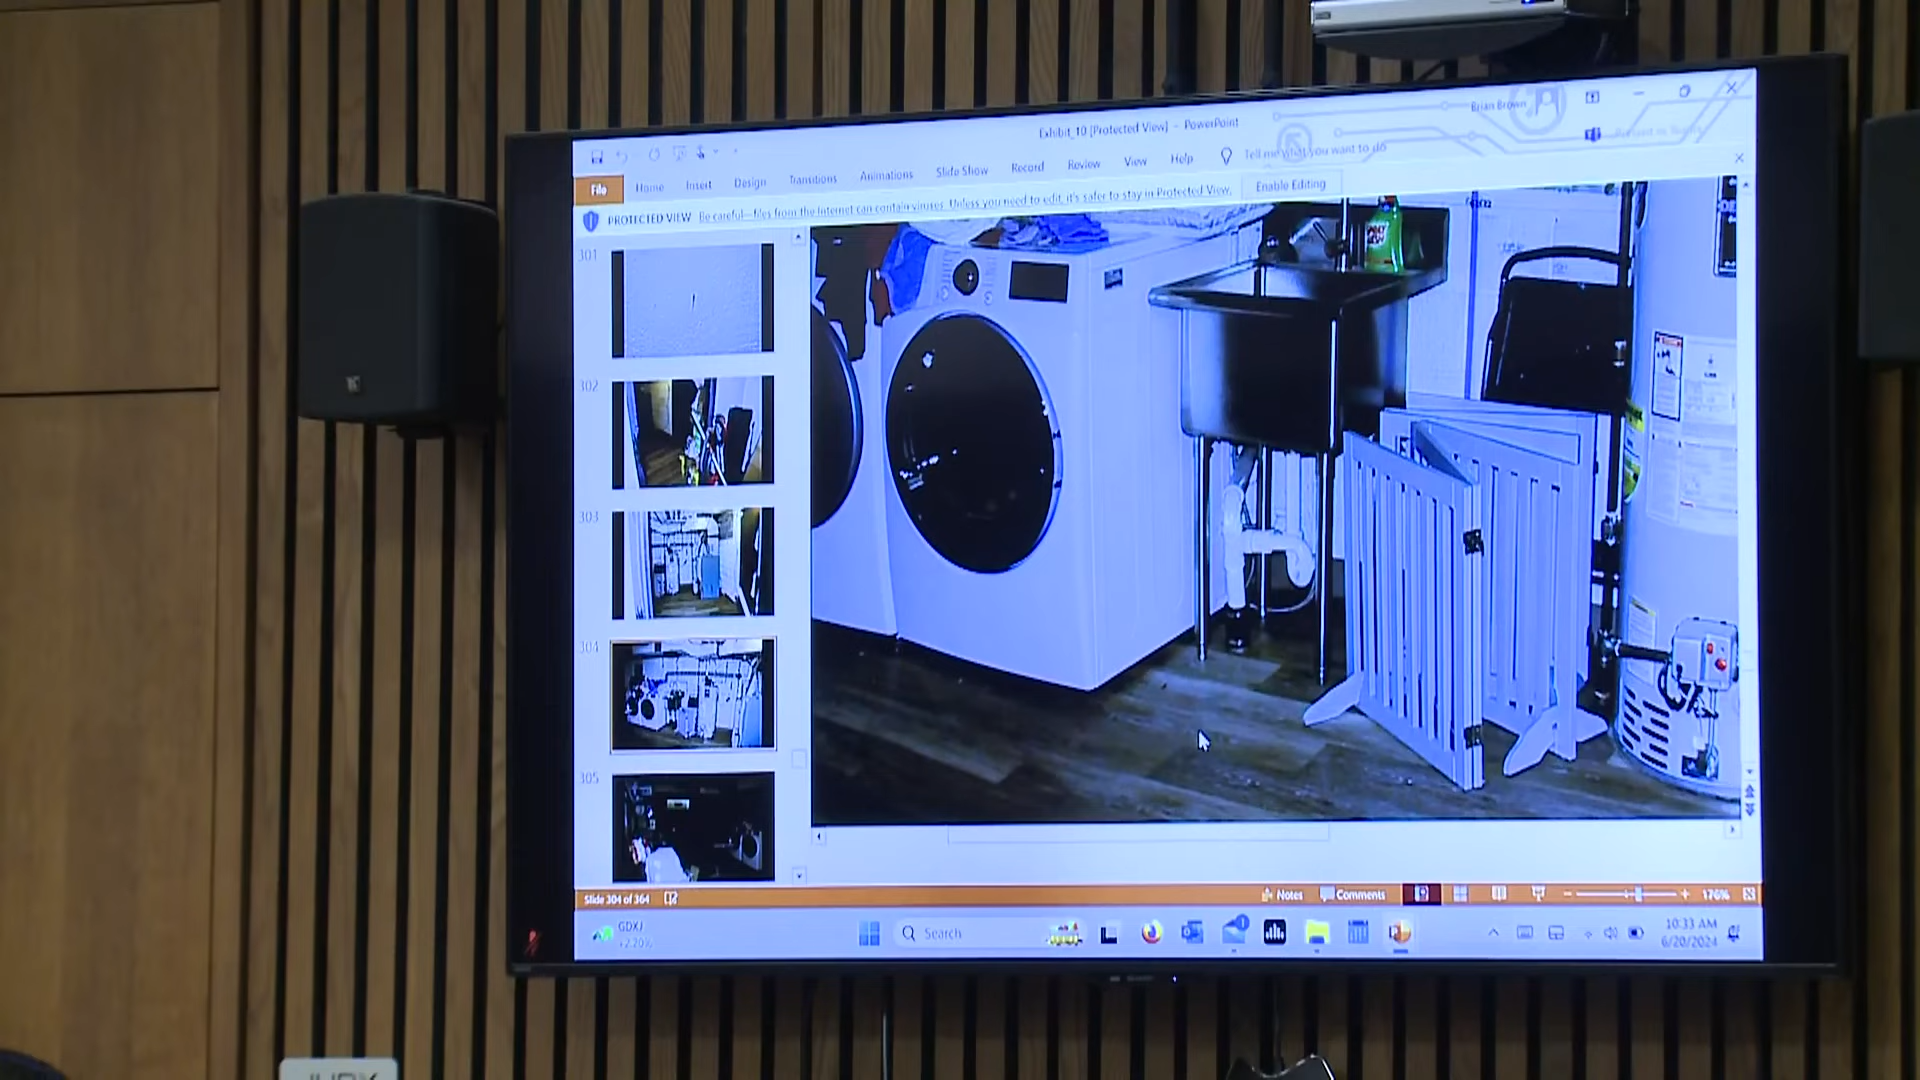 Brian Brown
Exhibit_10 [Protected View] - PowerPoint
File Home Insert Design Transitions Animations Slide Show Record Review View Help Tell me what you want to do
PROTECTED VIEW Be careful—files from the Internet can contain viruses. Unless you need to edit, it's safer to stay in Protected View. Enable Editing
301
302
303
304
305
Slide 304 of 364
Notes Comments 176%
GDXJ
+2.20%
Search
10:33 AM
6/20/2024